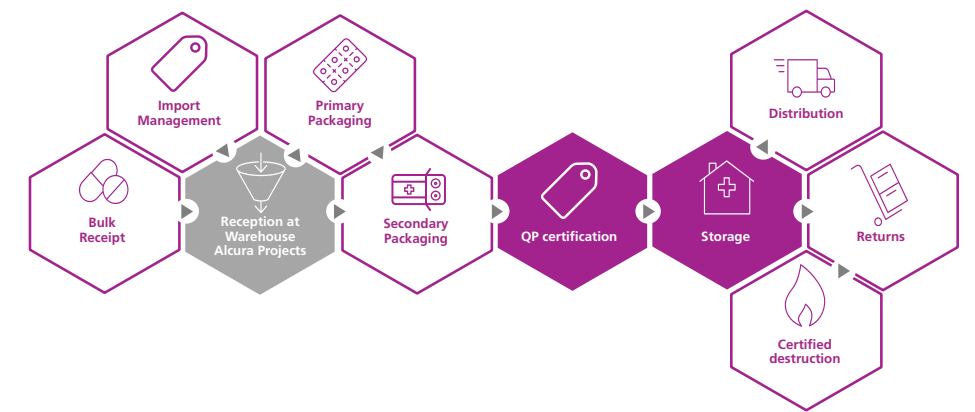 Import
Management
Primary
Packaging
Distribution
Bulk
Receipt
Reception at
Warehouse
Alcura Projects
Secondary
Packaging
QP certification
Storage
Returns
Certified
destruction